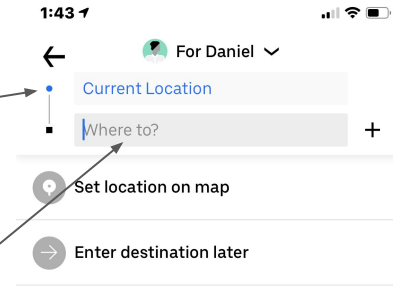 1:43
For Daniel
Current Location
Where to?
Set location on map
Enter destination later